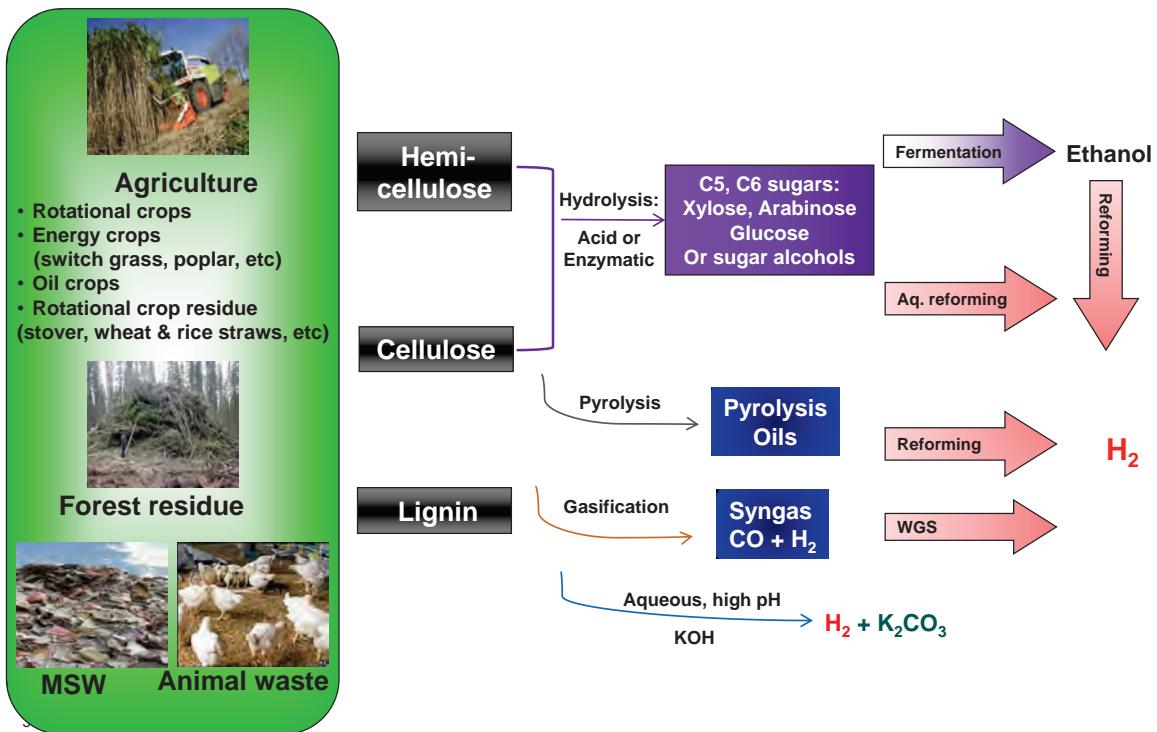 Agriculture
• Rotational crops
• Energy crops
(switch grass, poplar, etc)
• Oil crops
• Rotational crop residue
(stover, wheat & rice straws, etc)
Forest residue
MSW
Animal waste
Hemi-
cellulose
Cellulose
Lignin
Hydrolysis:
Acid or
Enzymatic
C5, C6 sugars:
Xylose, Arabinose
Glucose
Or sugar alcohols
Fermentation
Ethanol
Reforming
Aq. reforming
Pyrolysis
Pyrolysis
Oils
Reforming
H₂
Gasification
Syngas
CO + H₂
WGS
Aqueous, high pH
KOH
H₂ + K₂CO₃